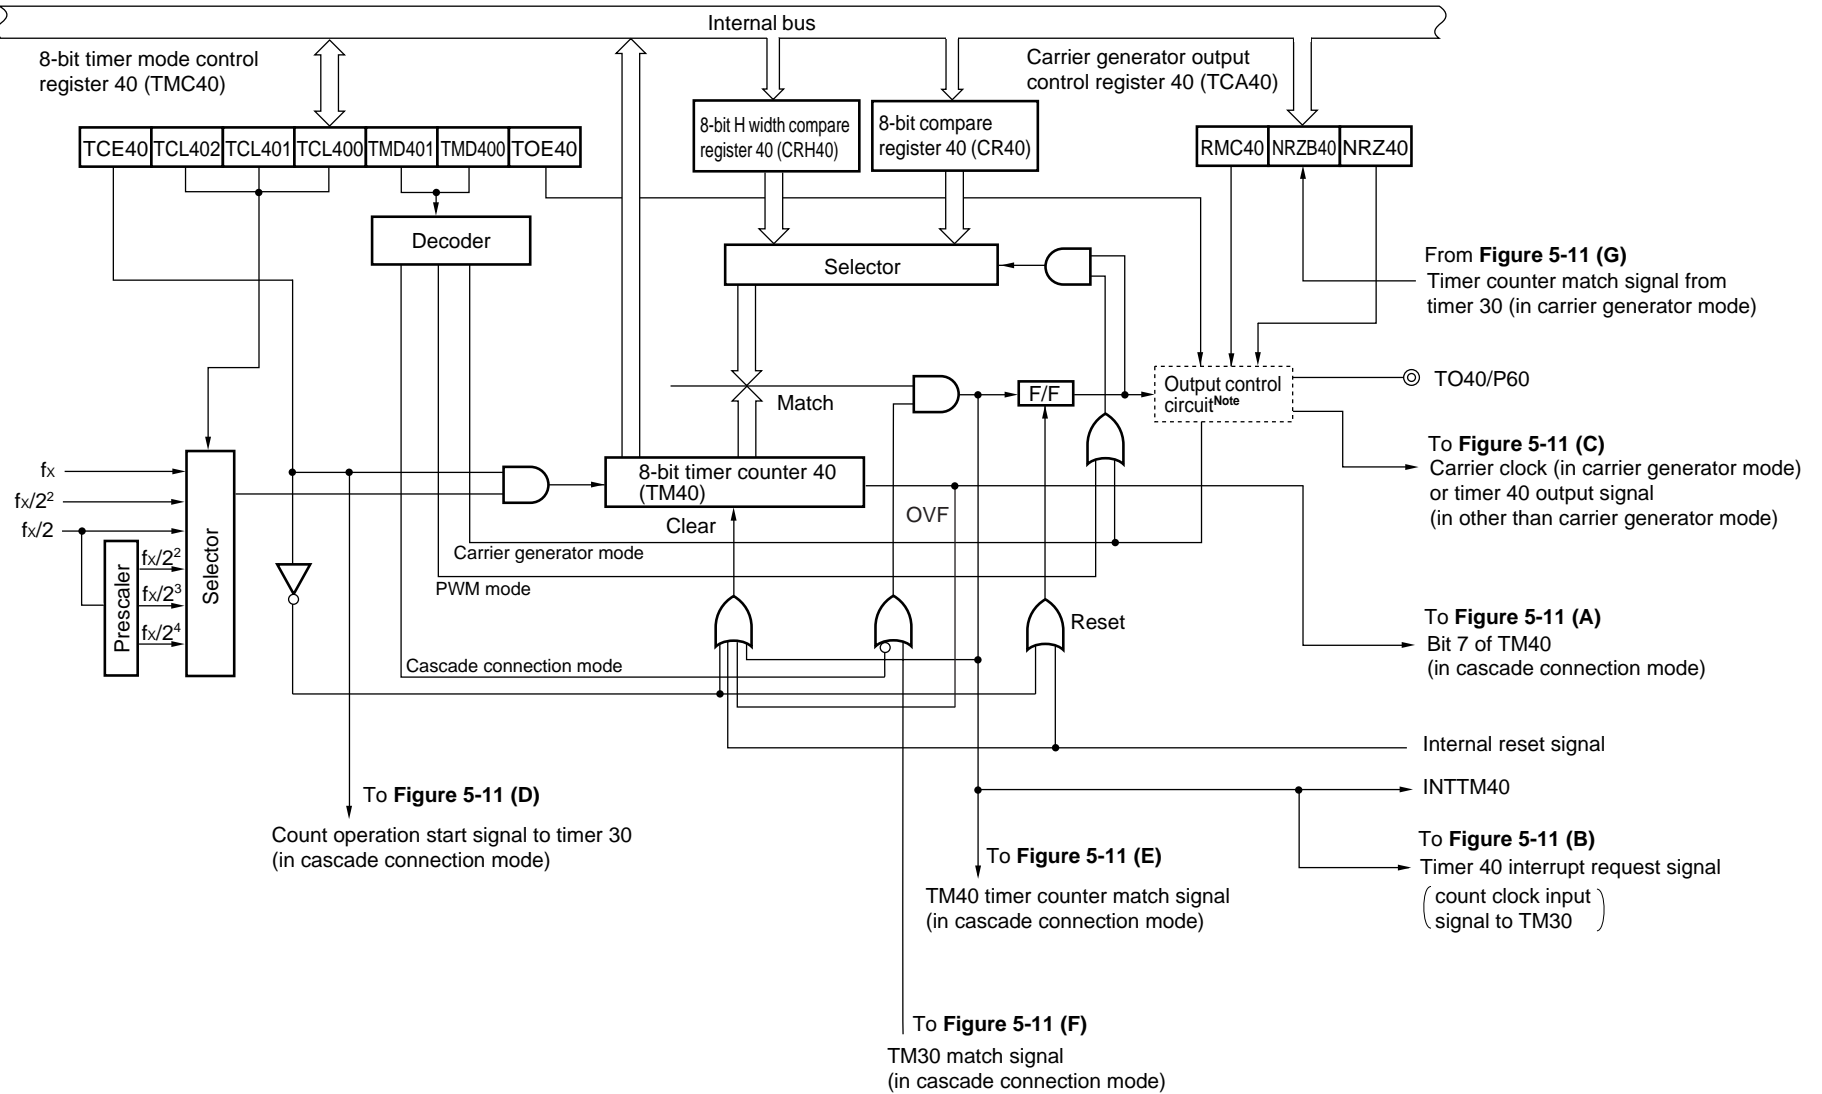 Internal bus
8-bit timer mode control
register 40 (TMC40)
Carrier generator output
control register 40 (TCA40)
8-bit H width compare
register 40 (CRH40)
8-bit compare
register 40 (CR40)
TCE40 TCL402 TCL401 TCL400 TMD401 TMD400 TOE40
RMC40 NRZB40 NRZ40
Decoder
Selector
From Figure 5-11 (G)
Timer counter match signal from
timer 30 (in carrier generator mode)
Match
F/F
Output control
circuitNote
TO40/P60
To Figure 5-11 (C)
Carrier clock (in carrier generator mode)
or timer 40 output signal
(in other than carrier generator mode)
fX
fX/2²
fX/2
Prescaler
fX/2²
fX/2³
fX/2⁴
Selector
8-bit timer counter 40
(TM40)
Clear
OVF
Carrier generator mode
PWM mode
Reset
Cascade connection mode
To Figure 5-11 (A)
Bit 7 of TM40
(in cascade connection mode)
Internal reset signal
INTTM40
To Figure 5-11 (D)
Count operation start signal to timer 30
(in cascade connection mode)
To Figure 5-11 (E)
TM40 timer counter match signal
(in cascade connection mode)
To Figure 5-11 (B)
Timer 40 interrupt request signal
(count clock input
signal to TM30)
To Figure 5-11 (F)
TM30 match signal
(in cascade connection mode)